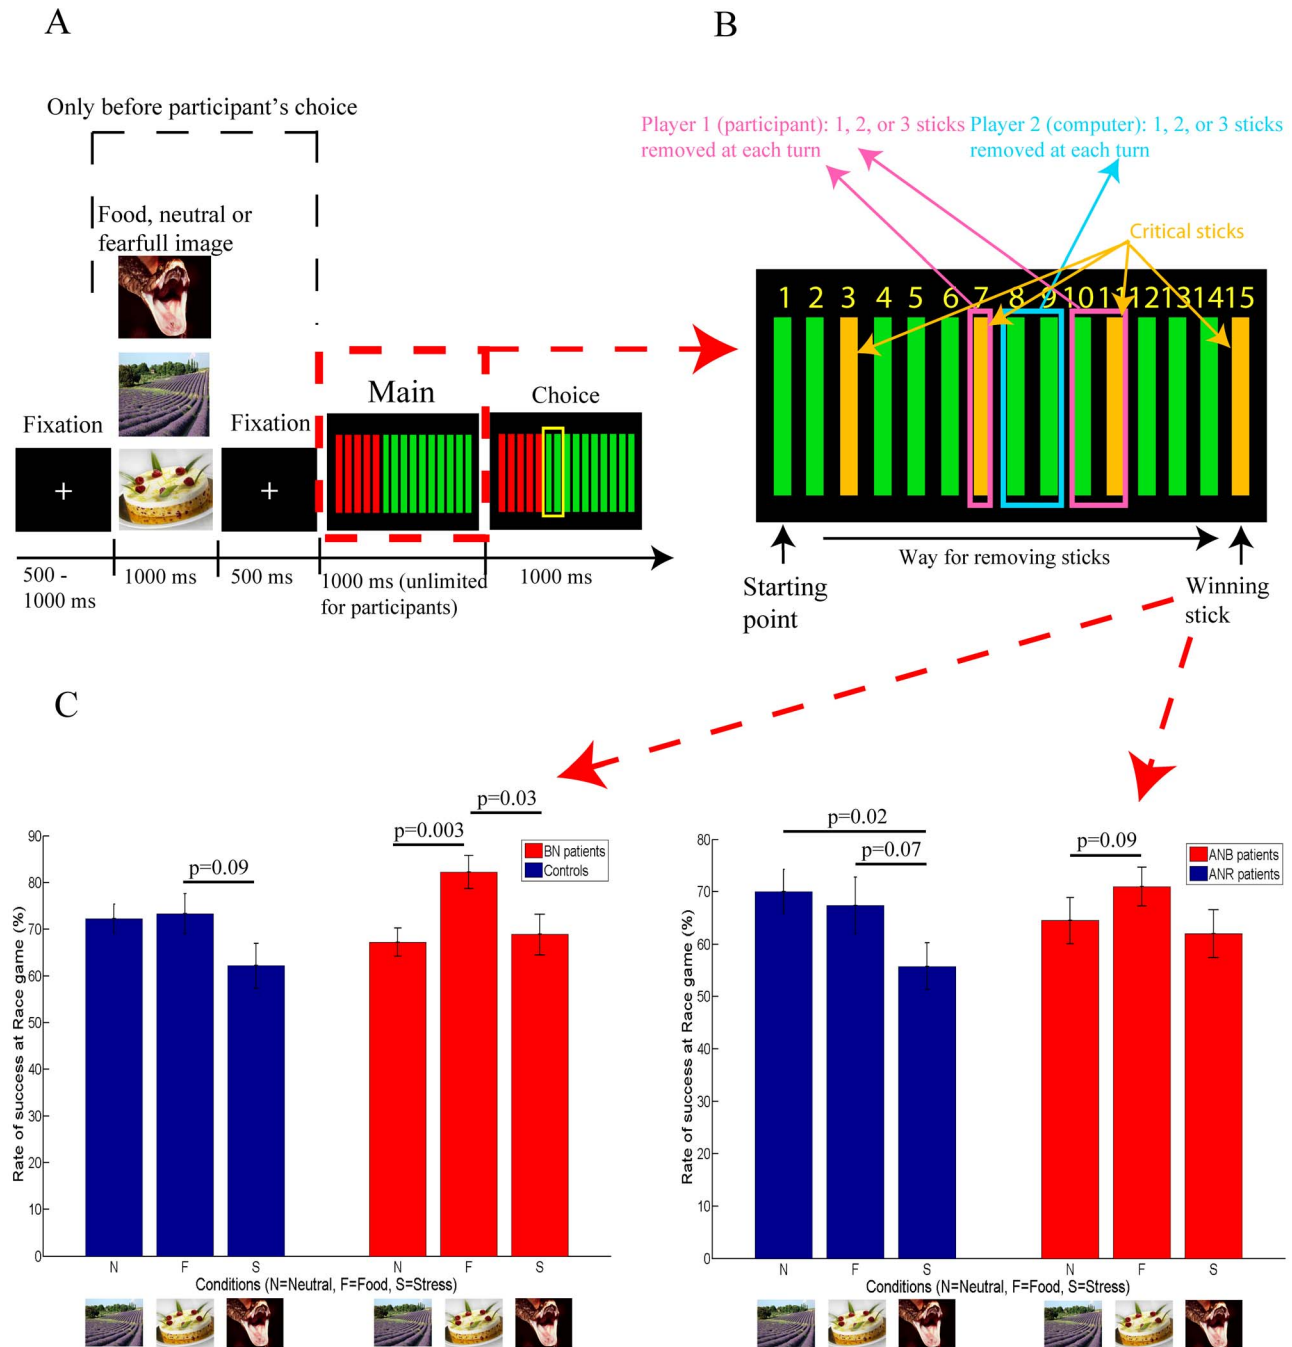 A
Only before participant's choice
Food, neutral or
fearfull image
Fixation
Fixation
Main
Choice
500 -
1000 ms
1000 ms
500 ms
1000 ms (unlimited
for participants)
1000 ms
B
Player 1 (participant): 1, 2, or 3 sticks
removed at each turn
Player 2 (computer): 1, 2, or 3 sticks
removed at each turn
Critical sticks
1 2 3 4 5 6 7 8 9 10 11 12 13 14 15
Way for removing sticks
Starting
point
Winning
stick
C
Rate of success at Race game (%)
90
80
70
60
50
40
30
20
10
0
p=0.09
p=0.003
p=0.03
BN patients
Controls
N F S N F S
Conditions (N=Neutral, F=Food, S=Stress)
Rate of success at Race game (%)
80
70
60
50
40
30
20
10
0
p=0.02
p=0.07
p=0.09
ANB patients
ANR patients
N F S N F S
Conditions (N=Neutral, F=Food, S=Stress)